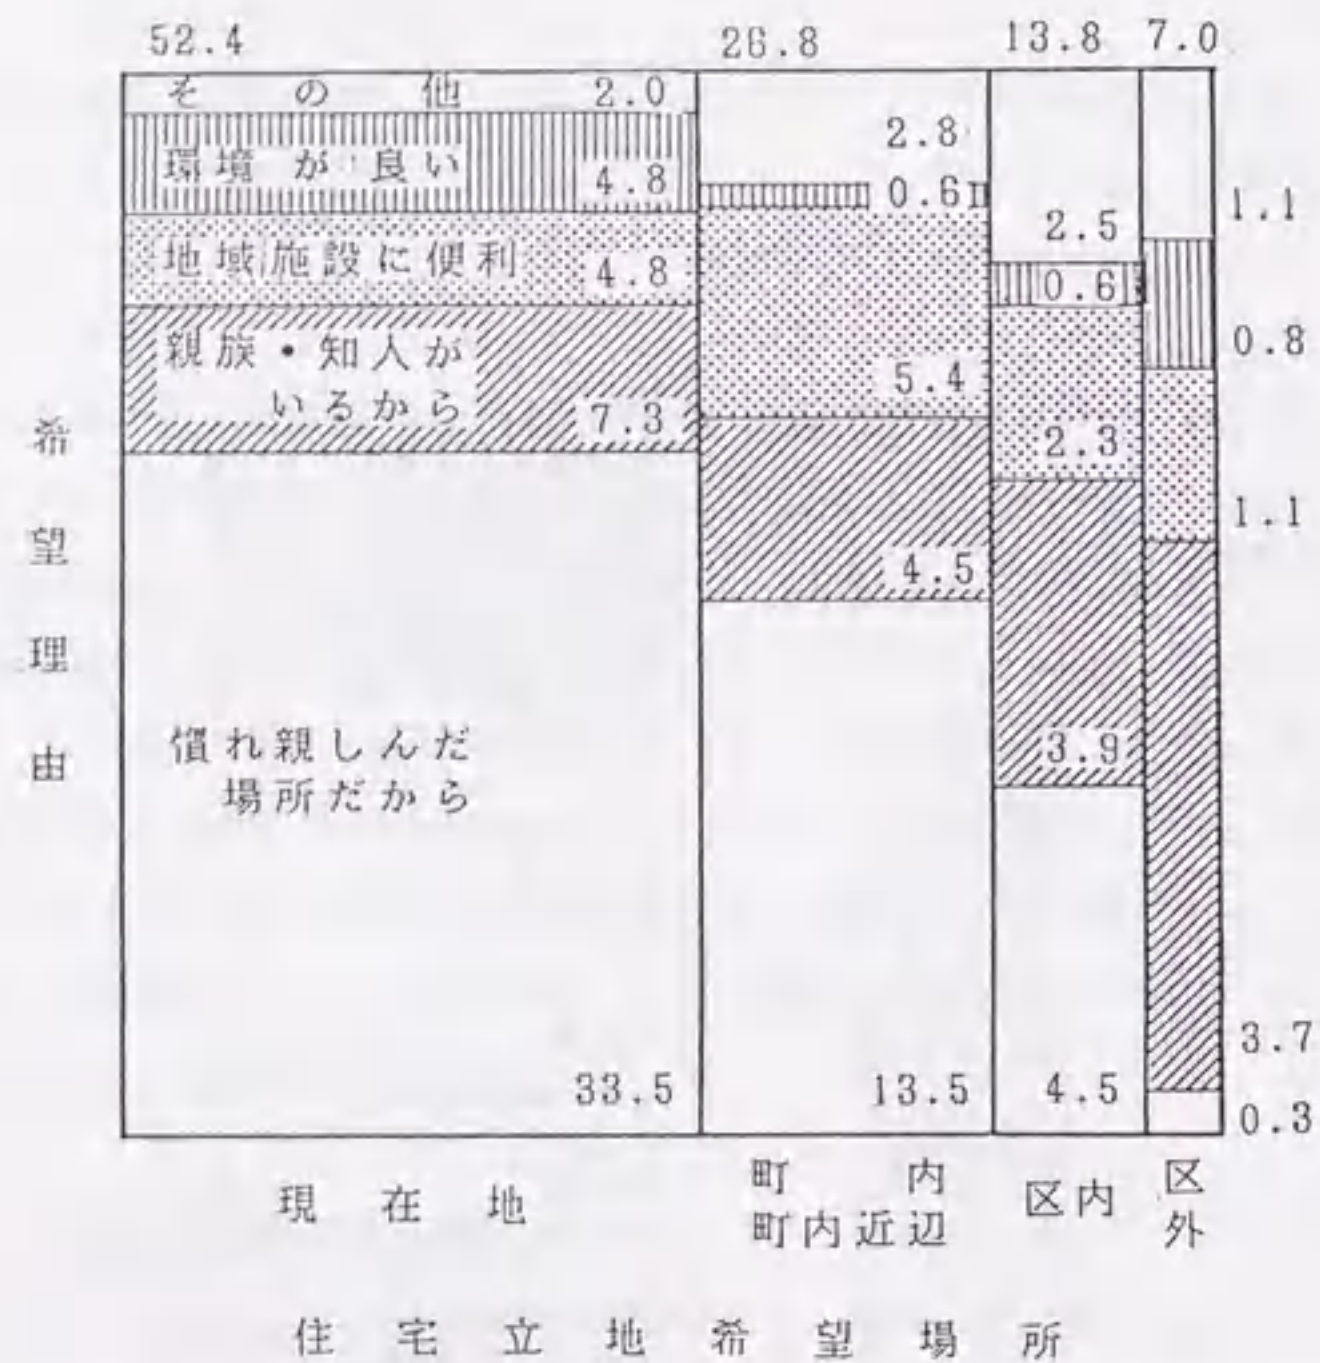 52.4 26.8 13.8 7.0
その他 2.0
環境が良い 4.8
地域施設に便利 4.8
親族・知人が
いるから 7.3
慣れ親しんだ
場所だから
33.5
2.8
0.6
5.4
4.5
13.5
2.5
0.6
2.3
3.9
4.5
1.1
0.8
1.1
3.7
0.3
希望理由
現在地
町内
町内近辺
区内
区外
住宅立地希望場所